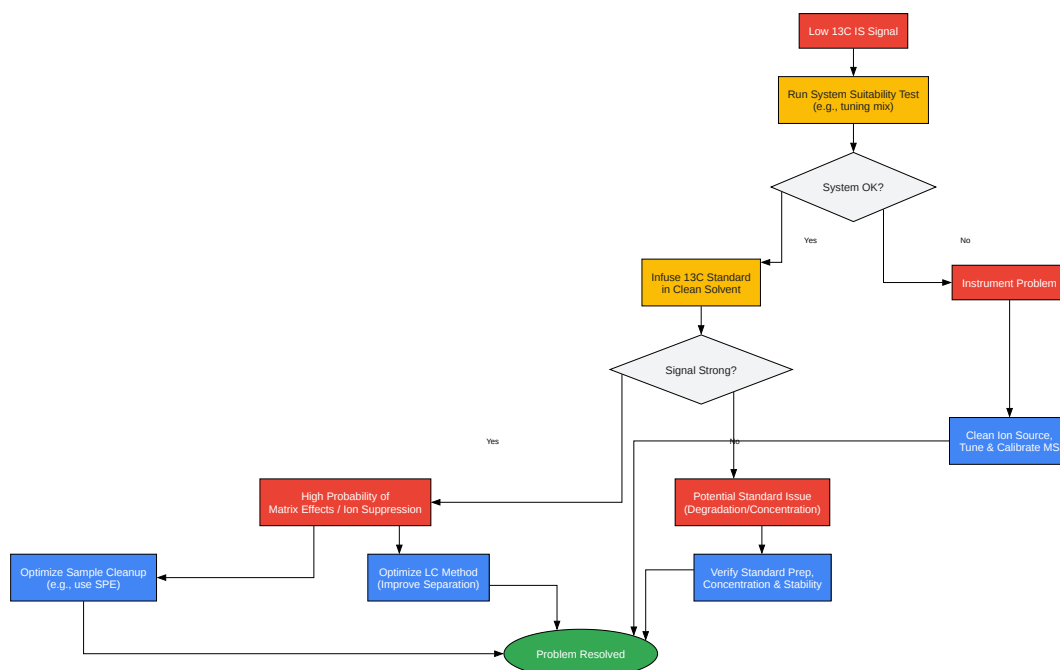 Low 13C IS Signal
Run System Suitability Test
(e.g., tuning mix)
System OK?
Yes
No
Infuse 13C Standard
in Clean Solvent
Instrument Problem
Signal Strong?
Yes
No
Clean Ion Source,
Tune & Calibrate MS
High Probability of
Matrix Effects / Ion Suppression
Potential Standard Issue
(Degradation/Concentration)
Optimize Sample Cleanup
(e.g., use SPE)
Optimize LC Method
(Improve Separation)
Verify Standard Prep,
Concentration & Stability
Problem Resolved